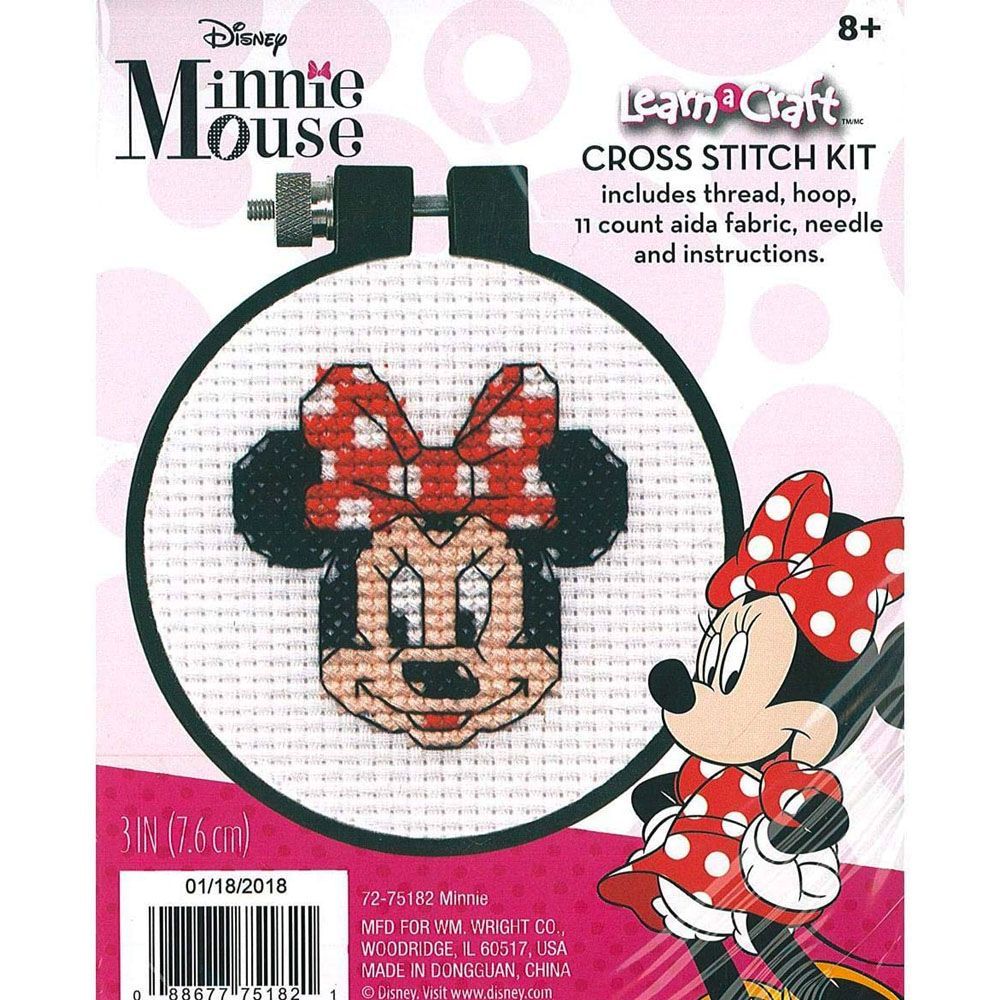 Disney
Minnie
Mouse
8+
Learn a Craft
TM/MC
CROSS STITCH KIT
includes thread, hoop,
11 count aida fabric, needle
and instructions.
3 IN (7.6 cm)
01/18/2018
0 88677 75182 1
72-75182 Minnie
MFD FOR WM. WRIGHT CO.,
WOODRIDGE, IL 60517, USA
MADE IN DONGGUAN, CHINA
© Disney. Visit www.disney.com